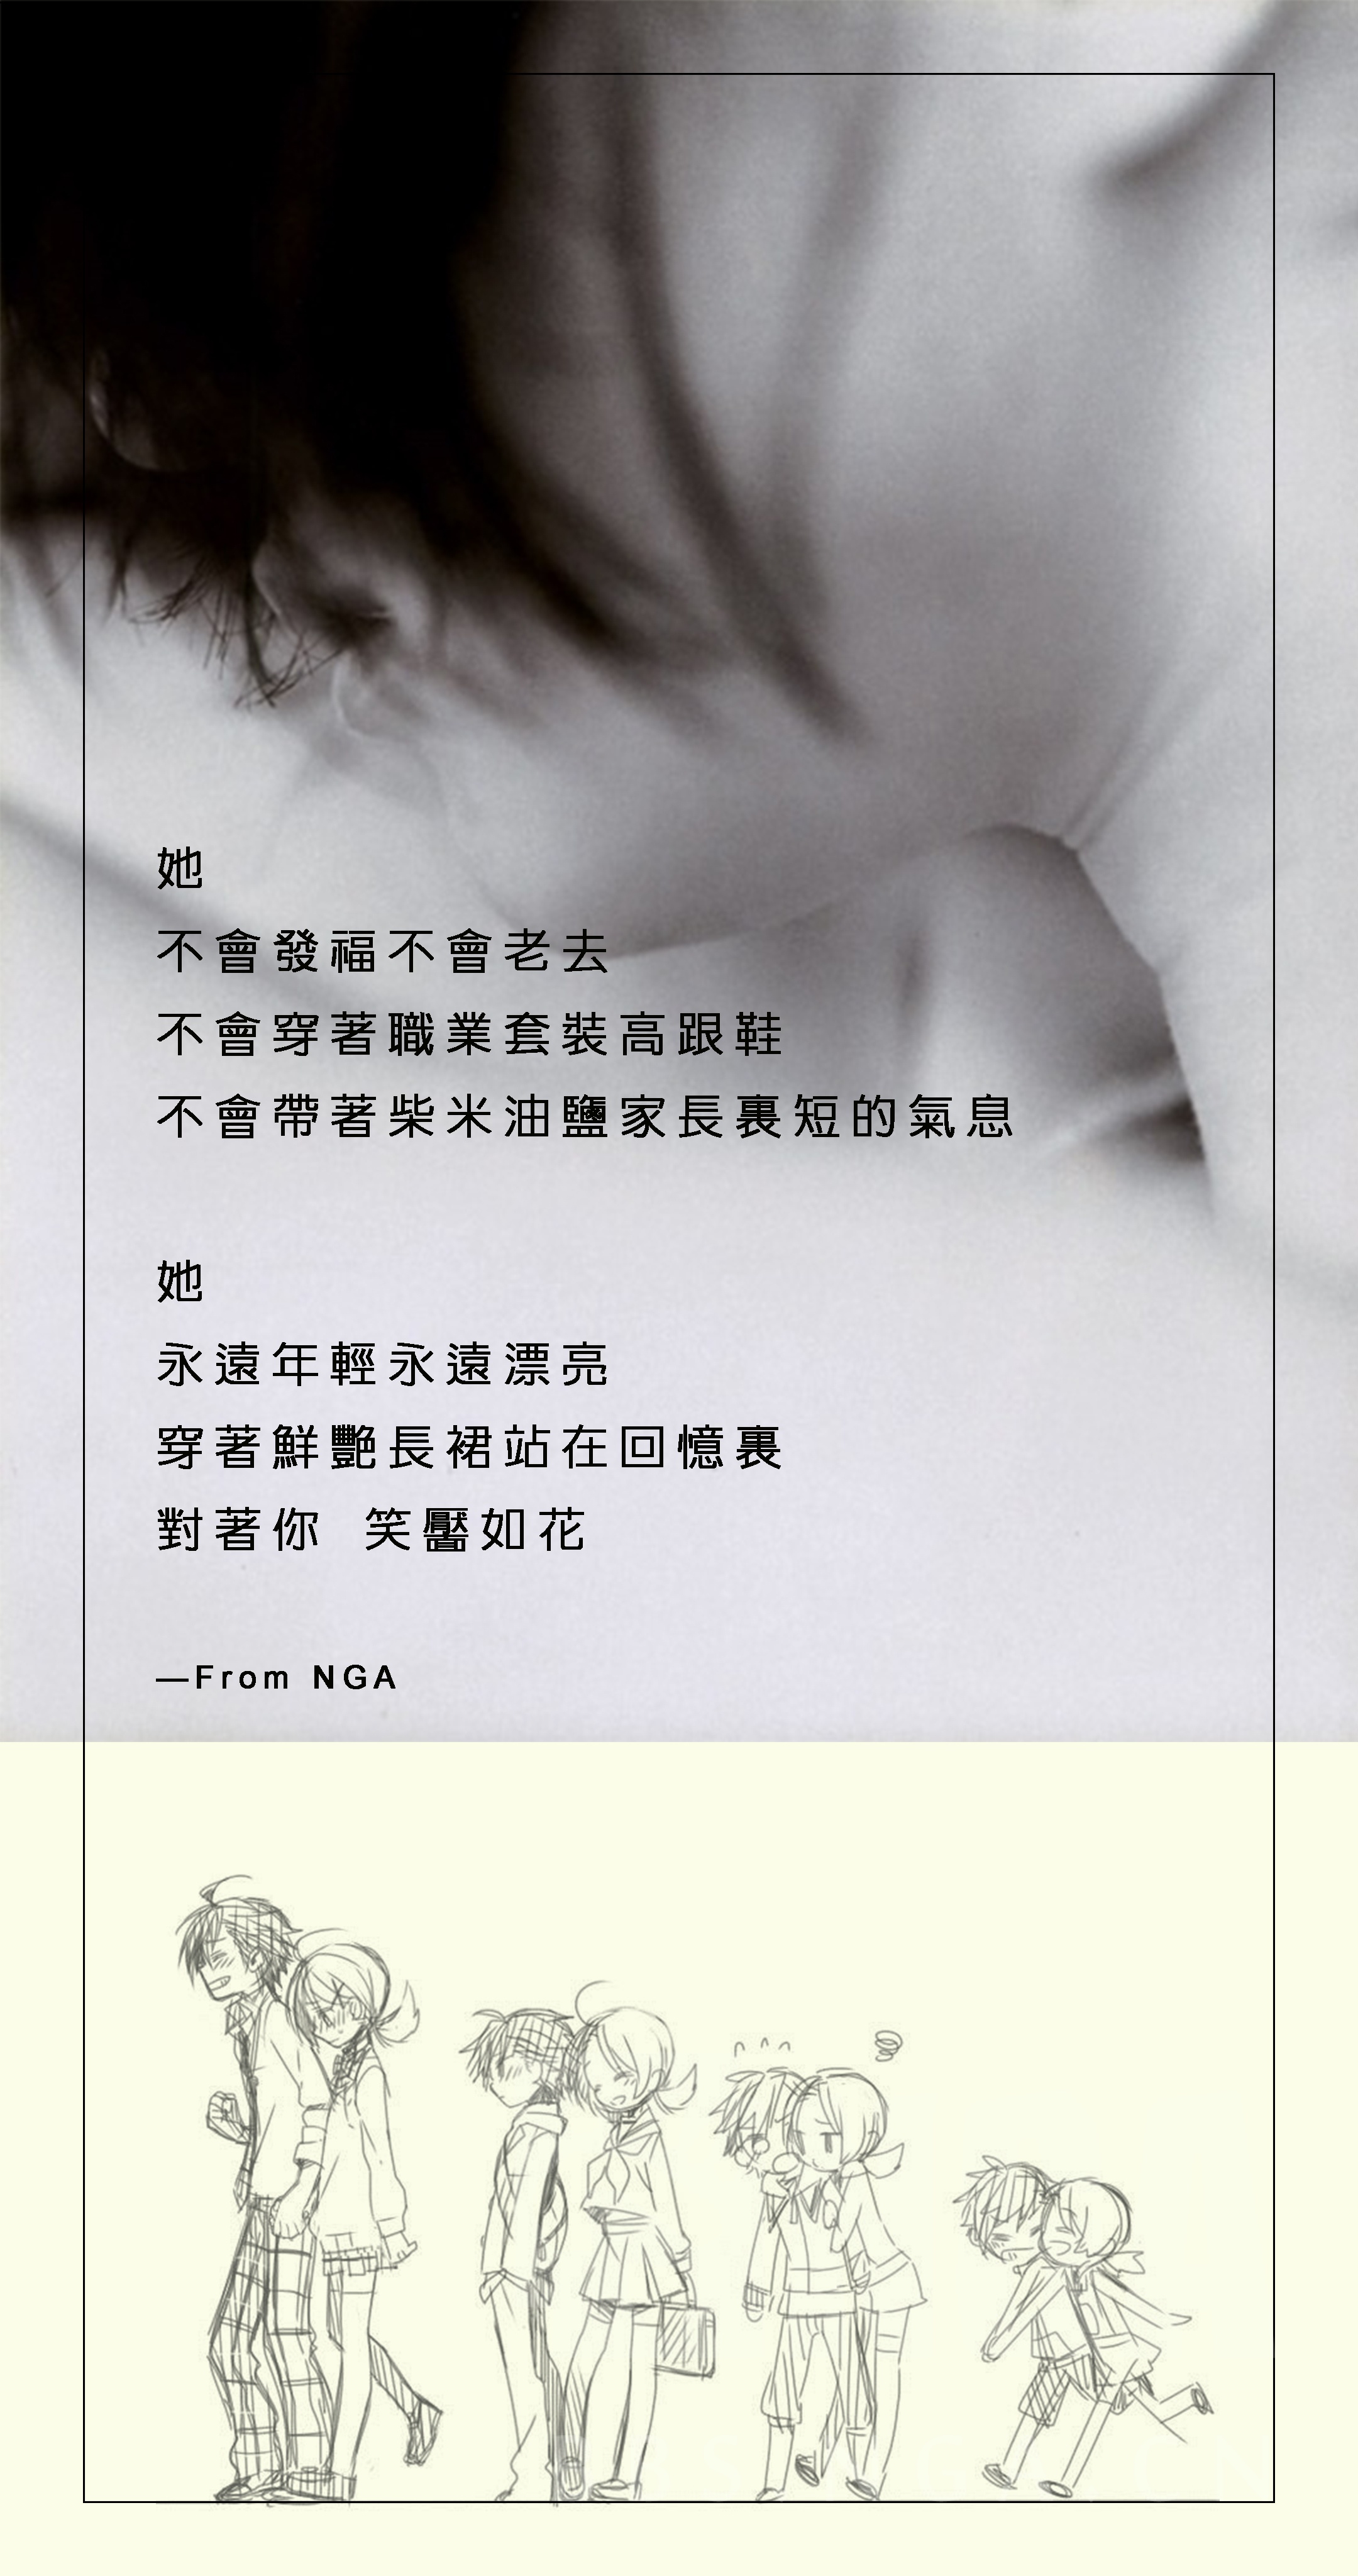 她
不會發福不會老去
不會穿著職業套裝高跟鞋
不會帶著柴米油鹽家長裏短的氣息
她
永遠年輕永遠漂亮
穿著鮮艷長裙站在回憶裏
對著你 笑靨如花
—From NGA